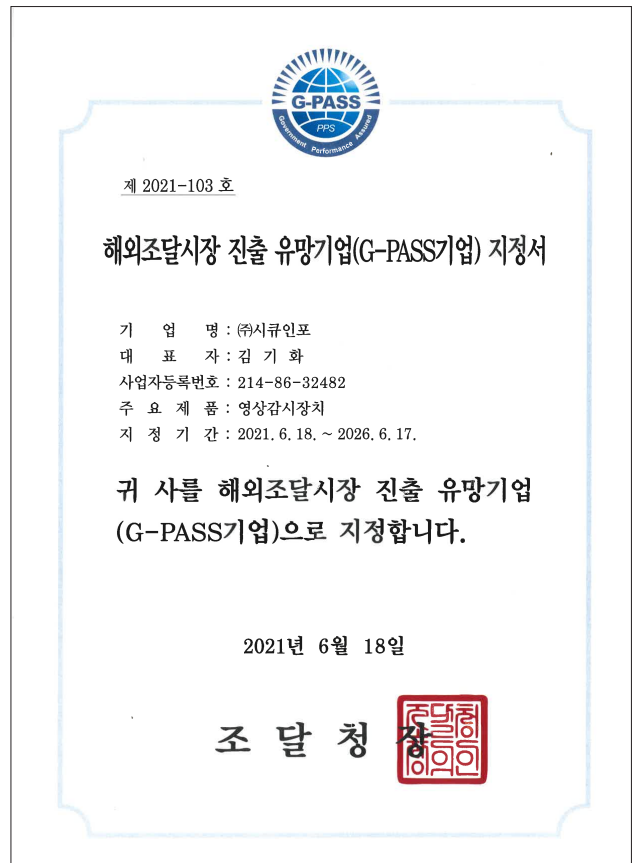 G-PASS
PPS
Government Performance Assured
제 2021-103 호
해외조달시장 진출 유망기업(G-PASS기업) 지정서
기 업 명 : ㈜시큐인포
대 표 자 : 김 기 화
사업자등록번호 : 214-86-32482
주 요 제 품 : 영상감시장치
지 정 기 간 : 2021. 6. 18. ~ 2026. 6. 17.
귀 사를 해외조달시장 진출 유망기업
(G-PASS기업)으로 지정합니다.
2021년 6월 18일
조 달 청 장